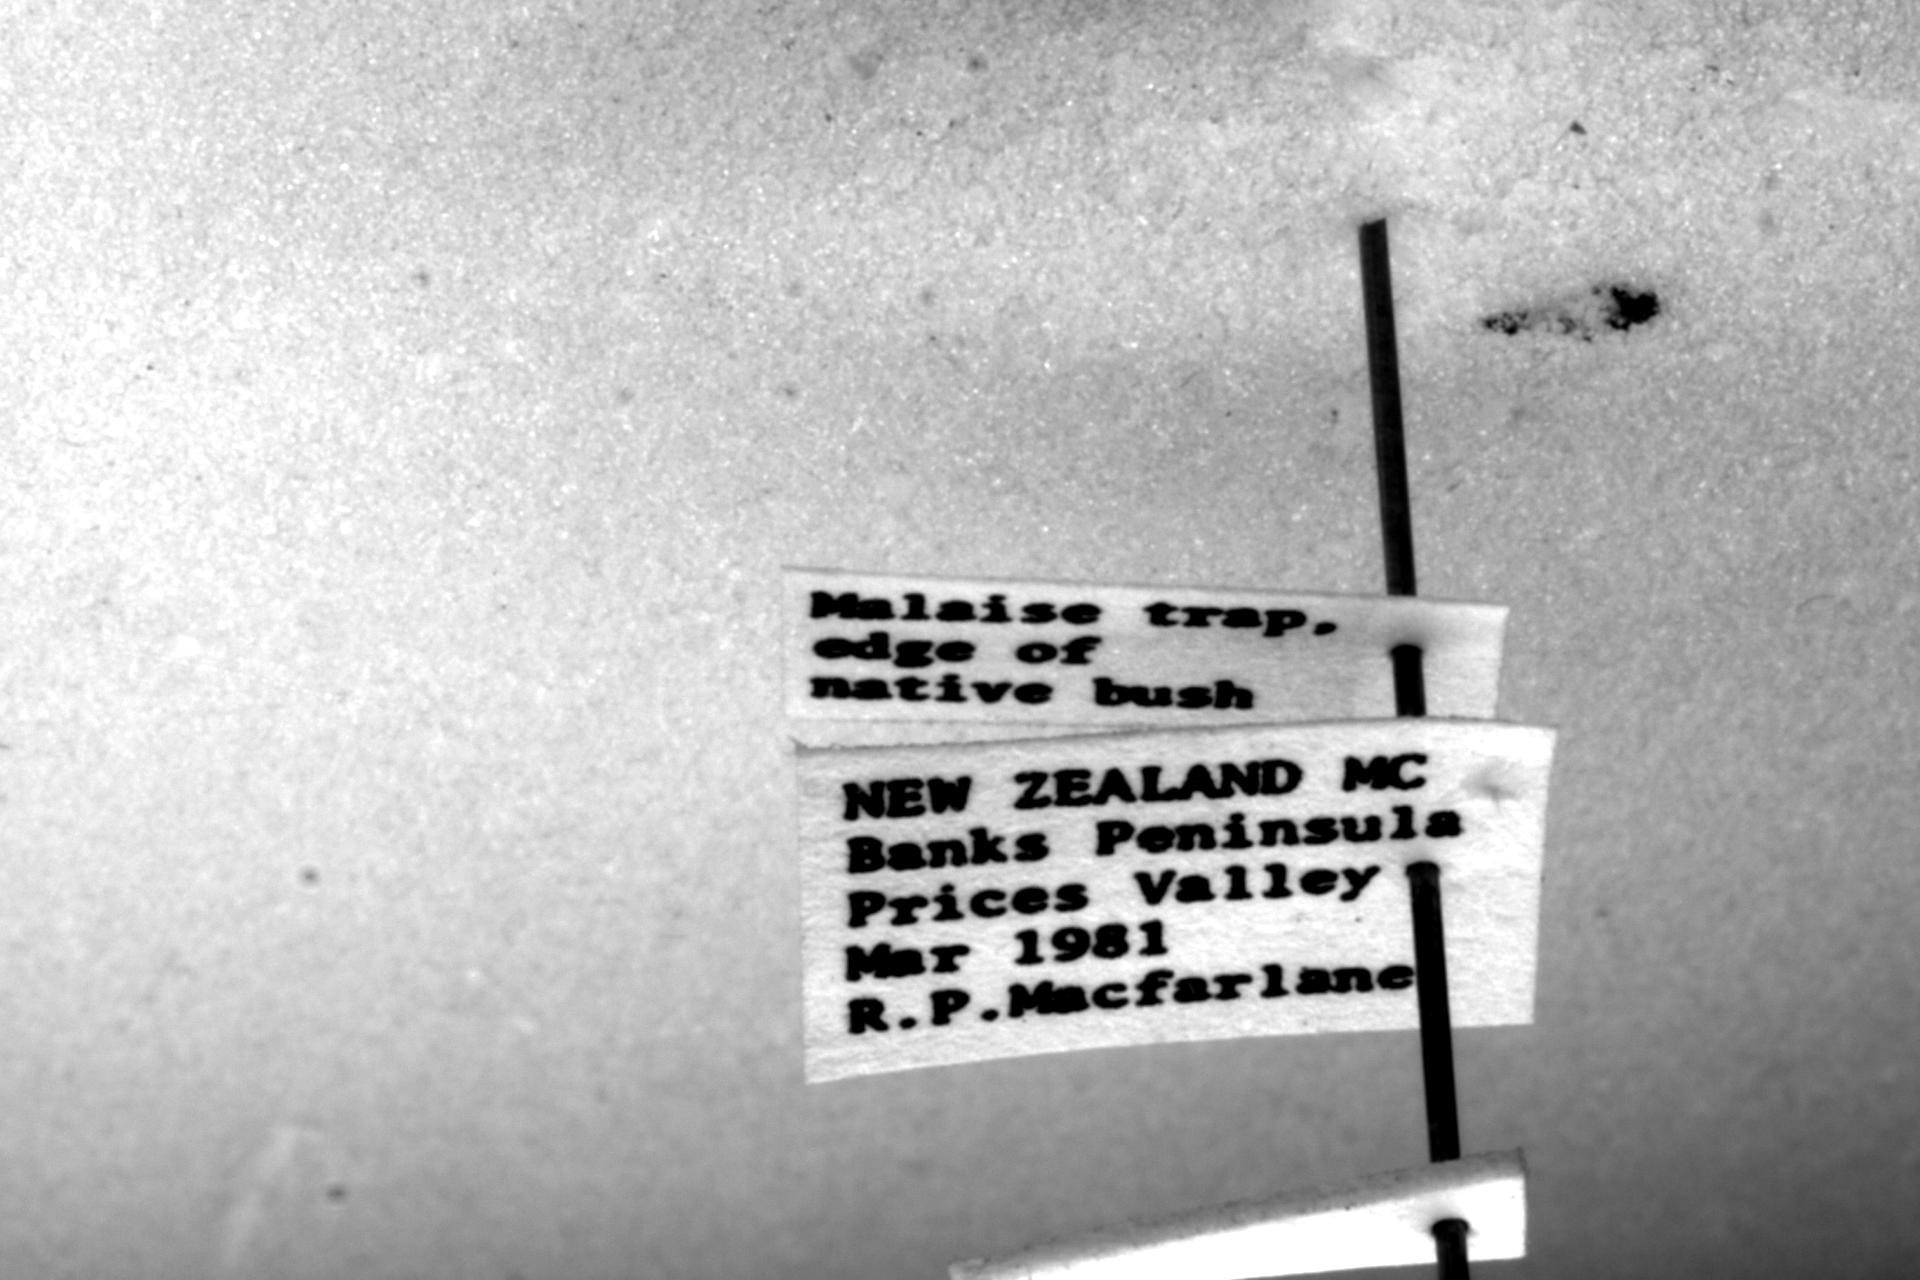 Malaise trap,
edge of
native bush
NEW ZEALAND MC
Banks Peninsula
Prices Valley
Mar 1981
R.P.Macfarlane